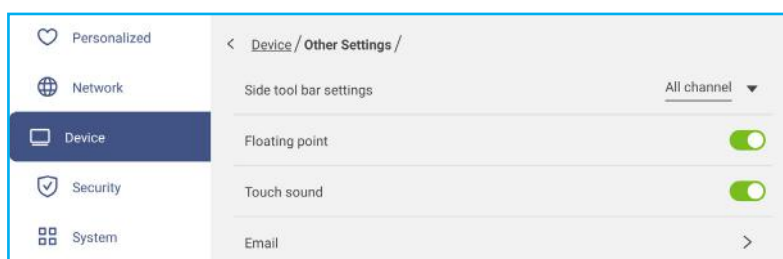 Personalized
Network
Device
Security
System
< Device / Other Settings /
Side tool bar settings All channel
Floating point
Touch sound
Email >